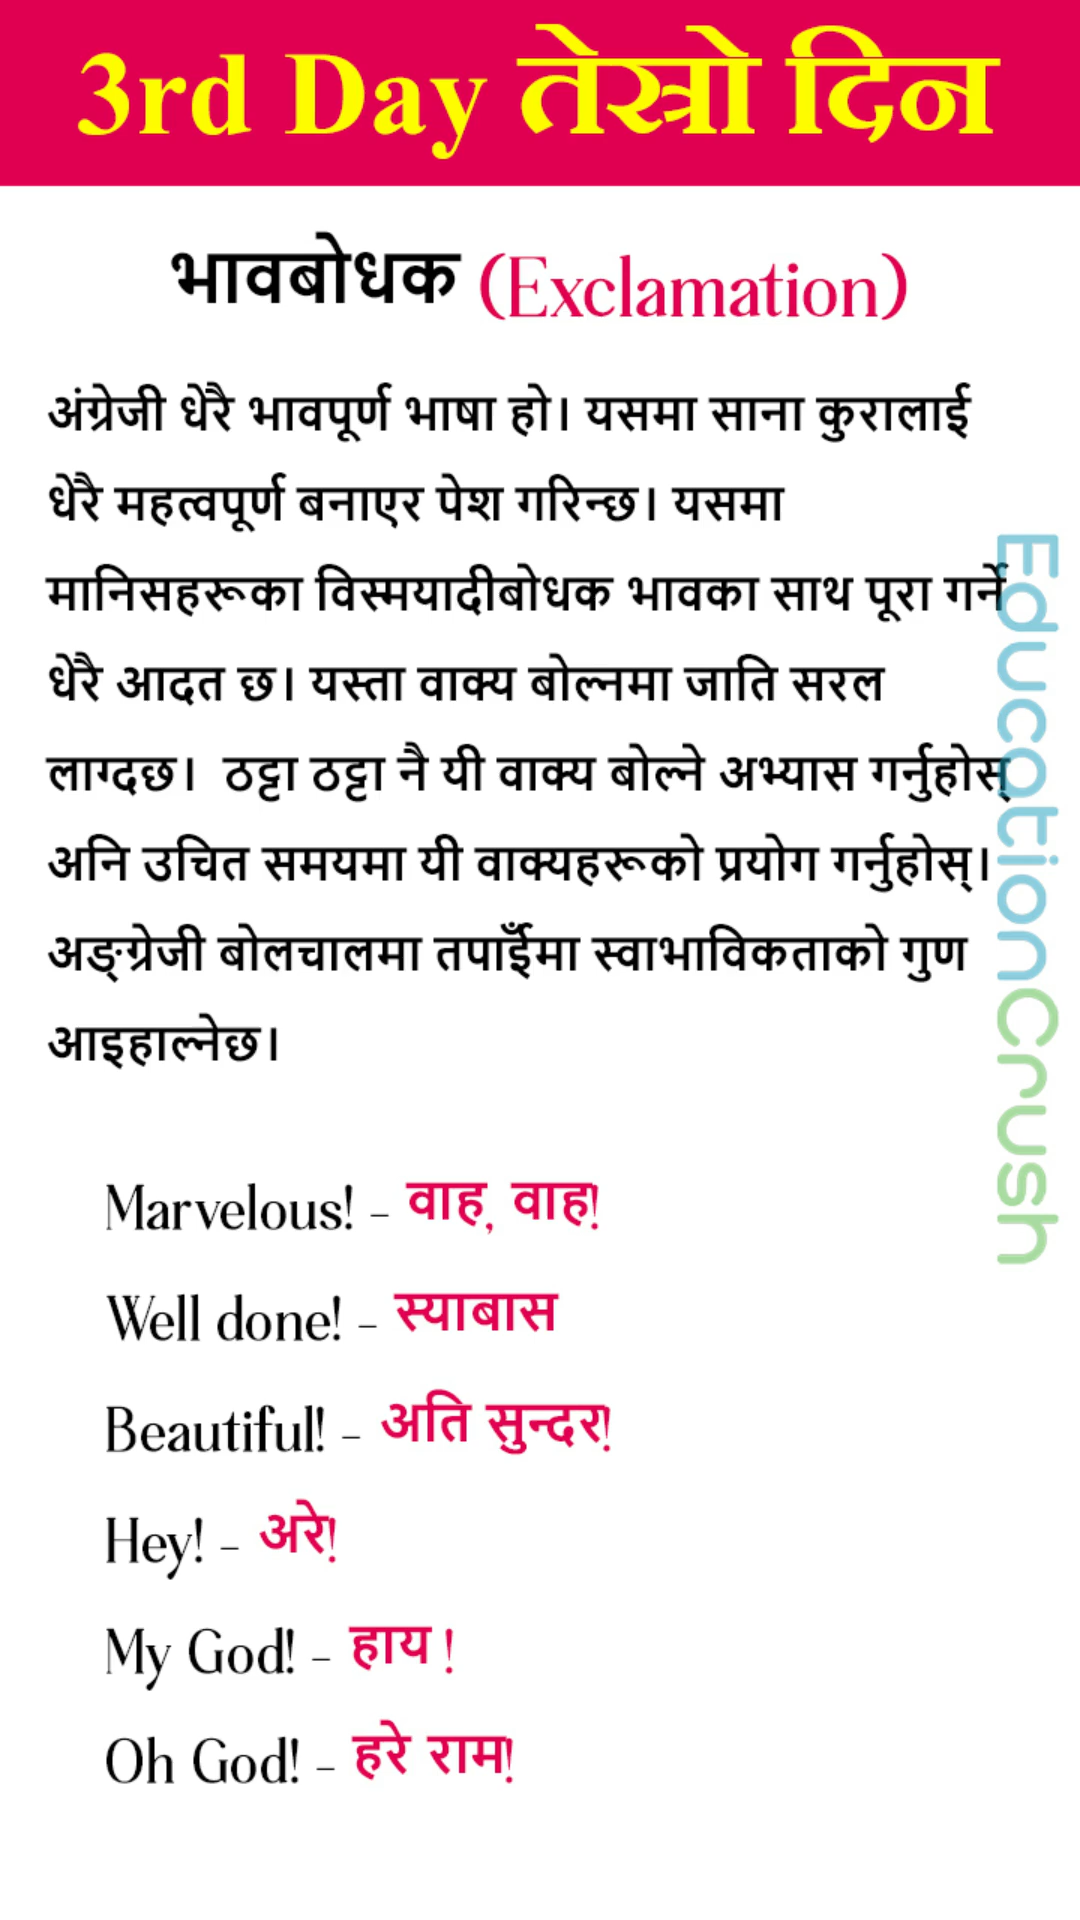 3rd Day तेस्रो दिन
भावबोधक (Exclamation)
अंग्रेजी धेरै भावपूर्ण भाषा हो। यसमा साना कुरालाई
धेरै महत्वपूर्ण बनाएर पेश गरिन्छ। यसमा
मानिसहरूका विस्मयादीबोधक भावका साथ पूरा गर्ने
धेरै आदत छ। यस्ता वाक्य बोल्नमा जाति सरल
लाग्दछ। ठट्टा ठट्टा नै यी वाक्य बोल्ने अभ्यास गर्नुहोस्
अनि उचित समयमा यी वाक्यहरूको प्रयोग गर्नुहोस्।
अङ्ग्रेजी बोलचालमा तपाईँमा स्वाभाविकताको गुण
आइहाल्नेछ।
Marvelous! - वाह, वाह!
Well done! - स्याबास
Beautiful! - अति सुन्दर!
Hey! - अरे!
My God! - हाय !
Oh God! - हरे राम!
EducationCrush